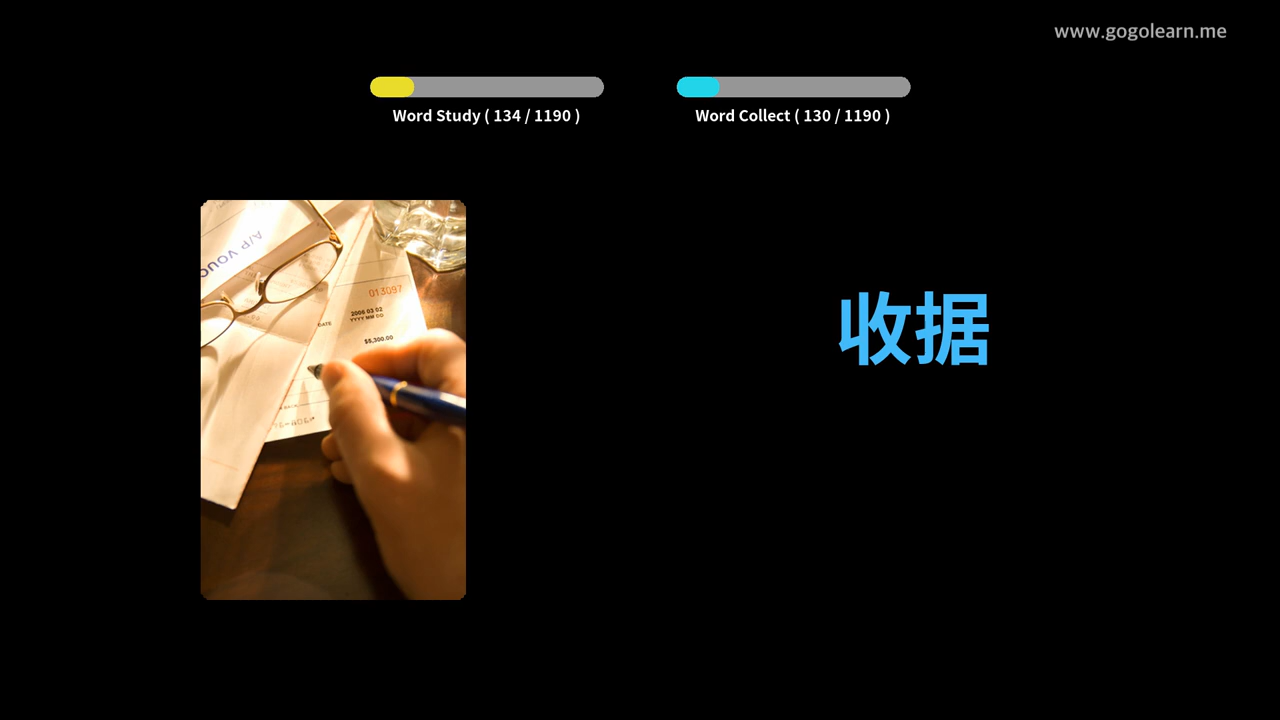 www.gogolearn.me
Word Study ( 134 / 1190 )
Word Collect ( 130 / 1190 )
A/P VOUC
013097
2006 03 02
DATE
YYYY MM DD
$5,300.00
收据